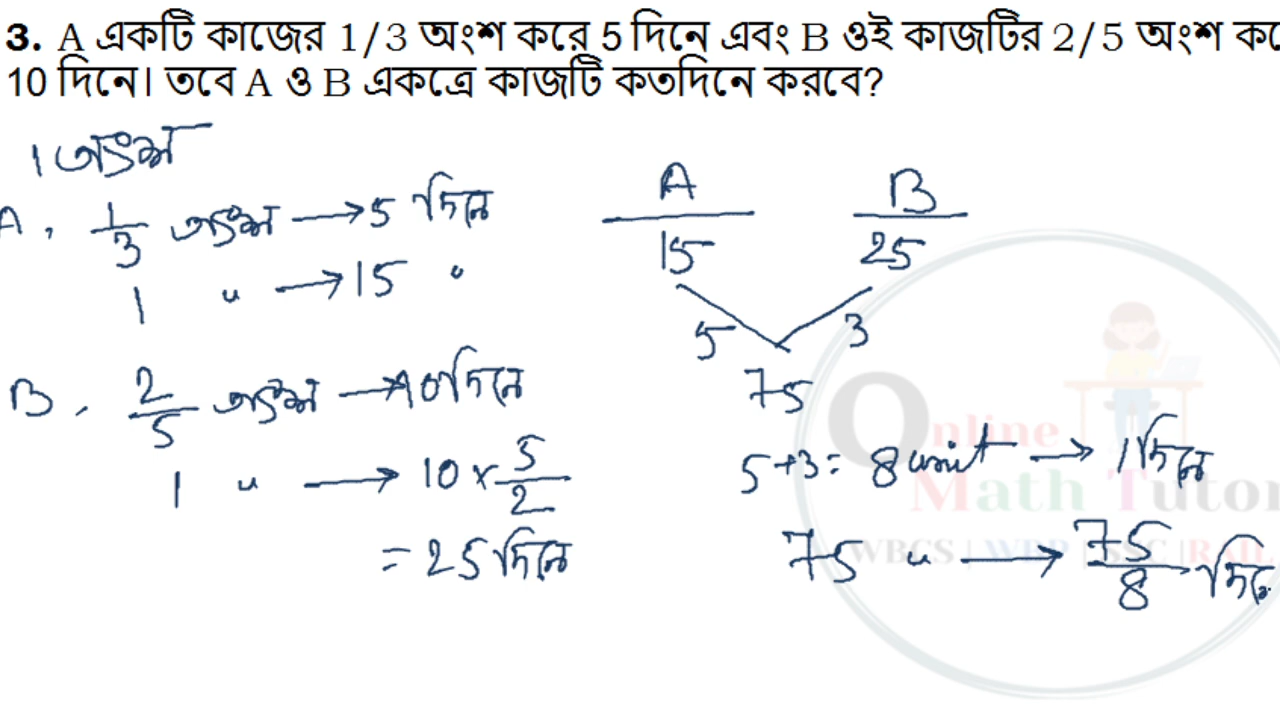 3. A একটি কাজের 1/3 অংশ করে 5 দিনে এবং B ওই কাজটির 2/5 অংশ কর
10 দিনে। তবে A ও B একত্রে কাজটি কতদিনে করবে?
1 অংশ
A, 1/3 অংশ → 5 দিনে
1 " → 15 "
B, 2/5 অংশ → 10 দিনে
1 " → 10 x 5/2
= 25 দিনে
A B
15 25
5 3
75
5+3 = 8 unit → 1 দিনে
75 " → 75/8 দিনে
Online
Math Tutor
WBCS | WBP | SSC | RAIL